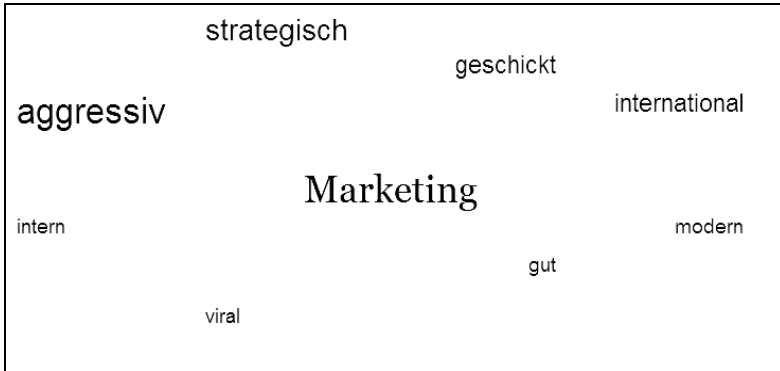 strategisch
geschickt
aggressiv
international
Marketing
intern
modern
gut
viral